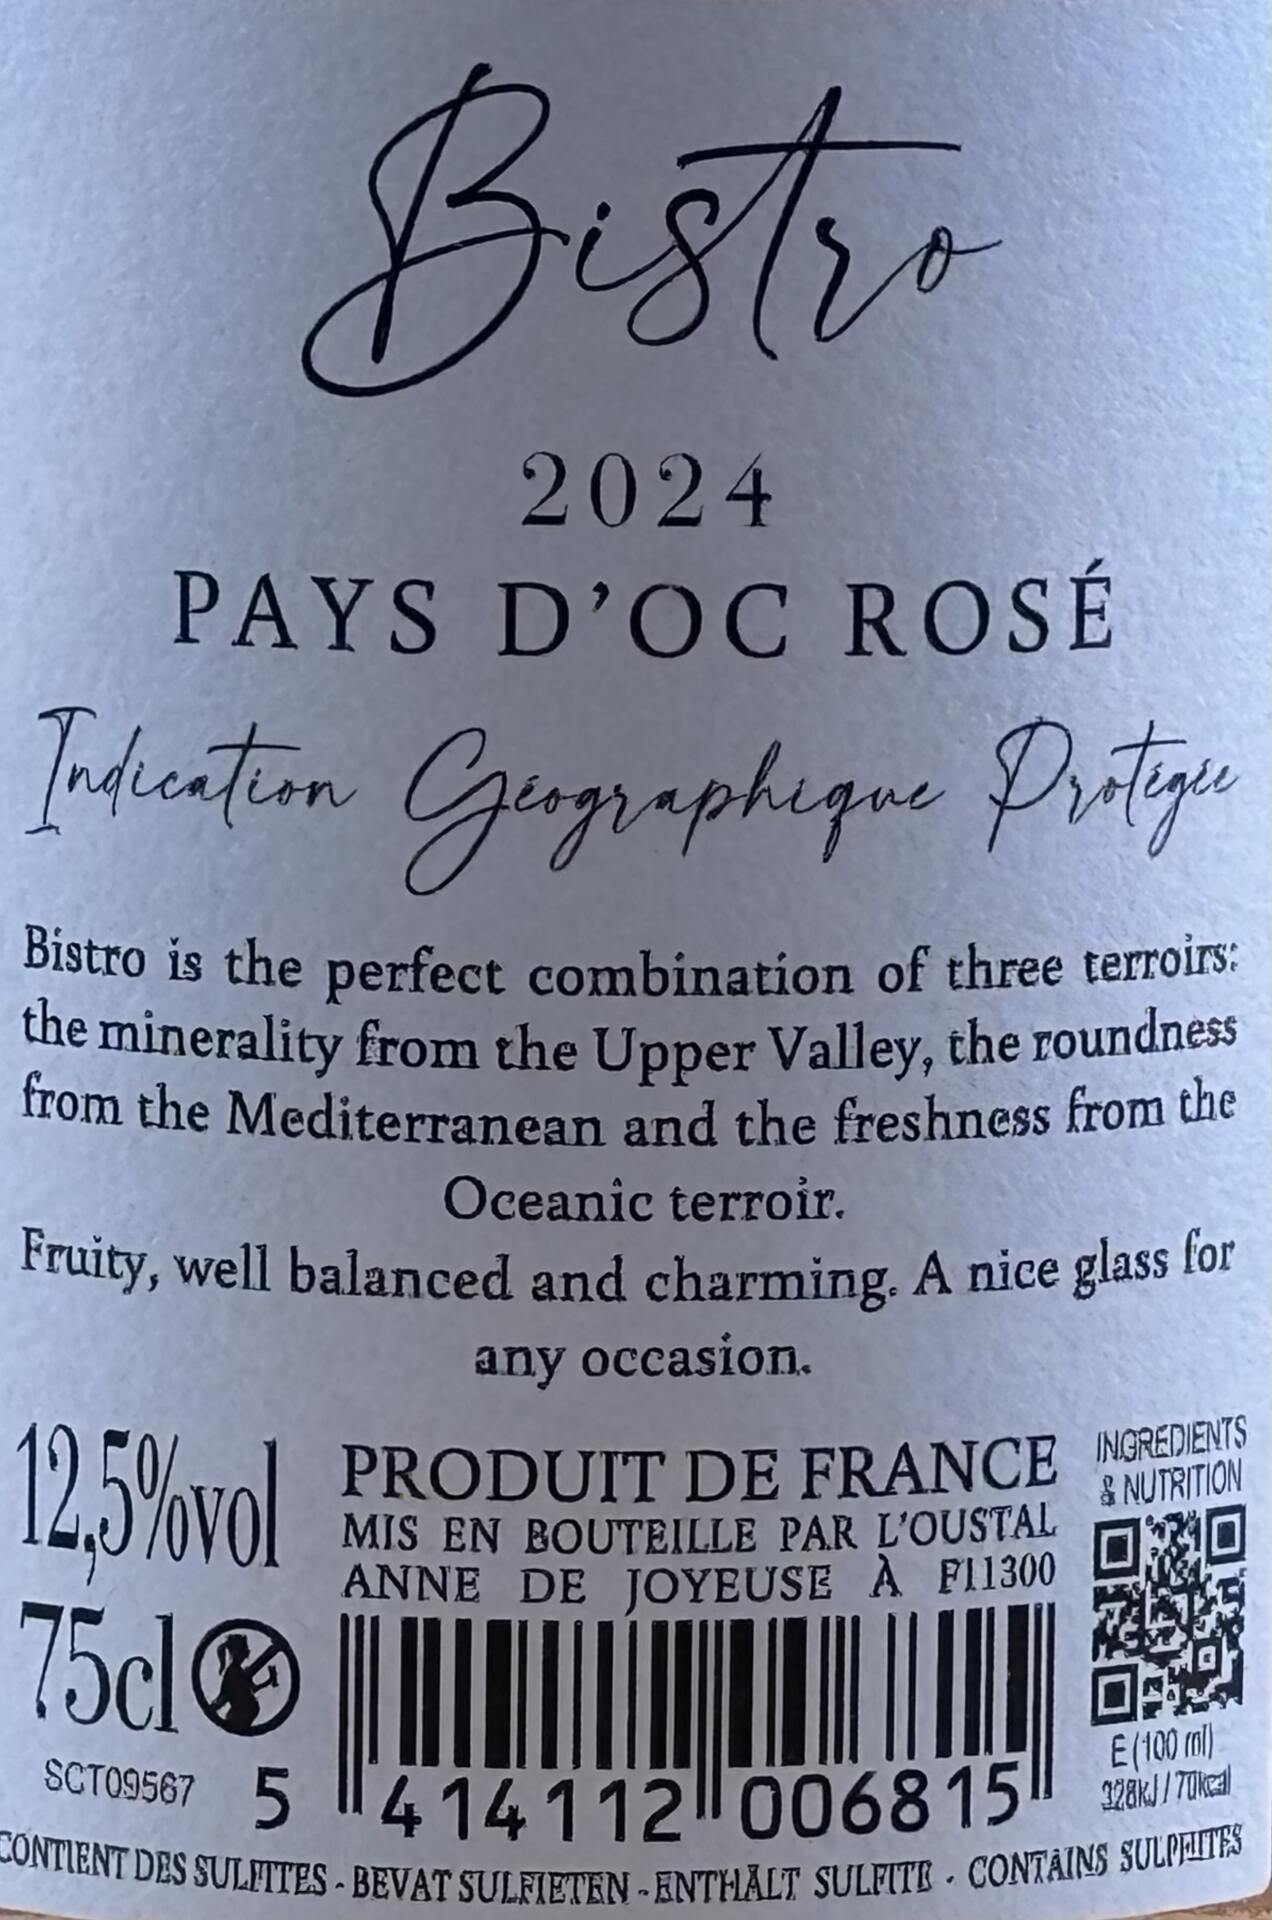 Bistro
2024
PAYS D'OC ROSÉ
Indication Géographique Protégée
Bistro is the perfect combination of three terroirs:
the minerality from the Upper Valley, the roundness
from the Mediterranean and the freshness from the
Oceanic terroir.
Fruity, well balanced and charming. A nice glass for
any occasion.
12,5%vol
75cl
SCT09567
PRODUIT DE FRANCE
MIS EN BOUTEILLE PAR L'OUSTAL
ANNE DE JOYEUSE À F11300
5 414112 006815
INGREDIENTS
& NUTRITION
E (100 ml)
328kJ / 70kcal
CONTIENT DES SULFITES - BEVAT SULFIETEN - ENTHÄLT SULFITE - CONTAINS SULPHITES